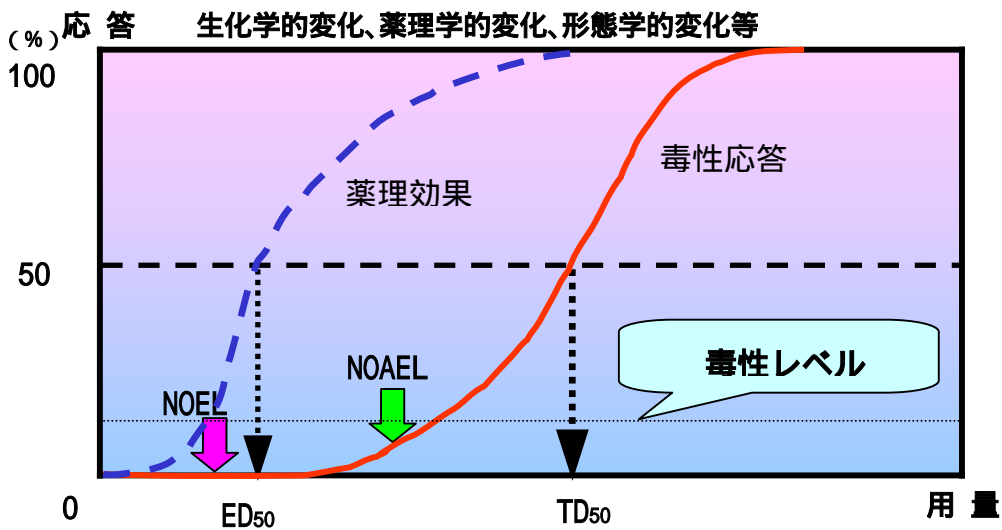 応 答 生化学的変化、薬理学的変化、形態学的変化等
(%)
100
毒性応答
薬理効果
50
毒性レベル
NOAEL
NOEL
0 ED50 TD50 用 量